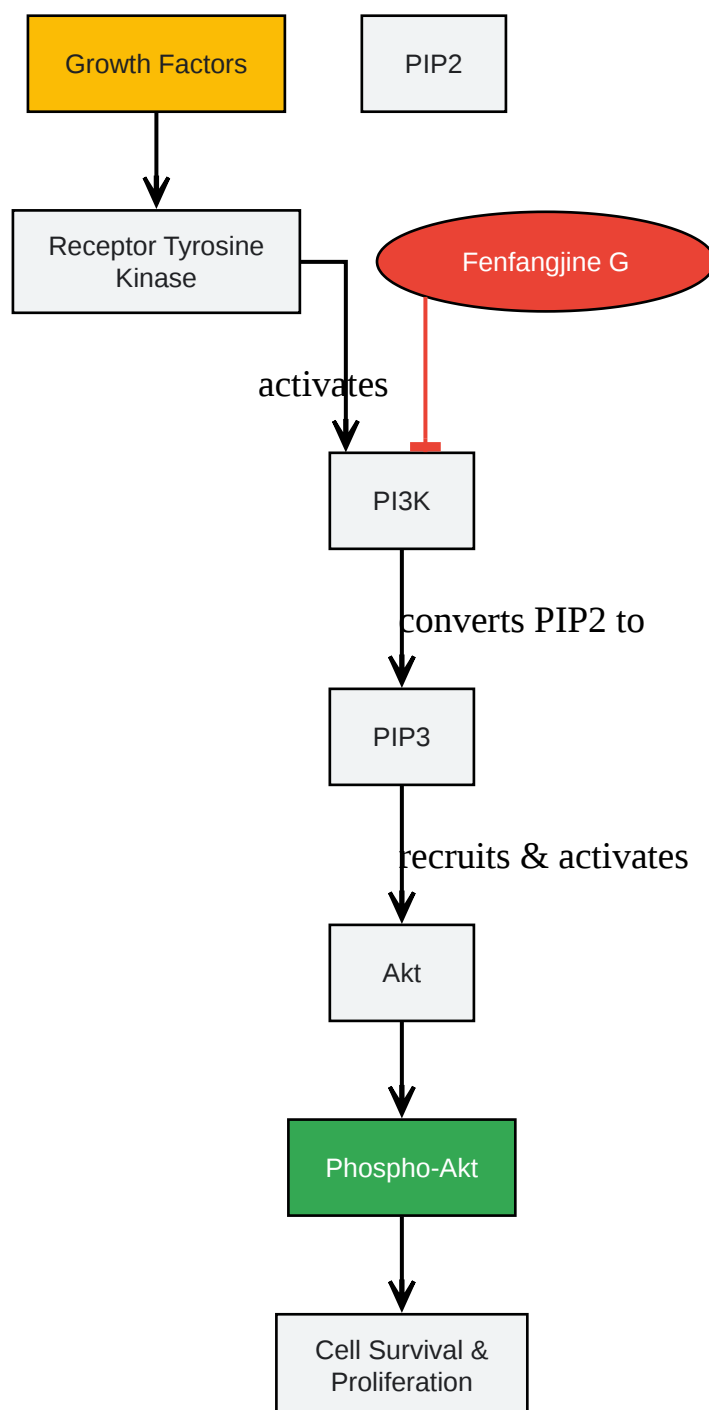 Growth Factors
PIP2
Receptor Tyrosine
Kinase
Fenfangjine G
activates
PI3K
converts PIP2 to
PIP3
recruits & activates
Akt
Phospho-Akt
Cell Survival &
Proliferation